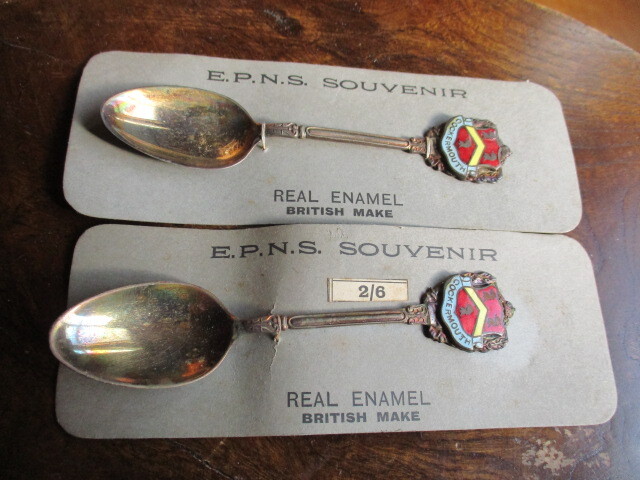 E.P.N.S. SOUVENIR
COCKERMOUTH
REAL ENAMEL
BRITISH MAKE
E.P.N.S. SOUVENIR
2/6
COCKERMOUTH
REAL ENAMEL
BRITISH MAKE